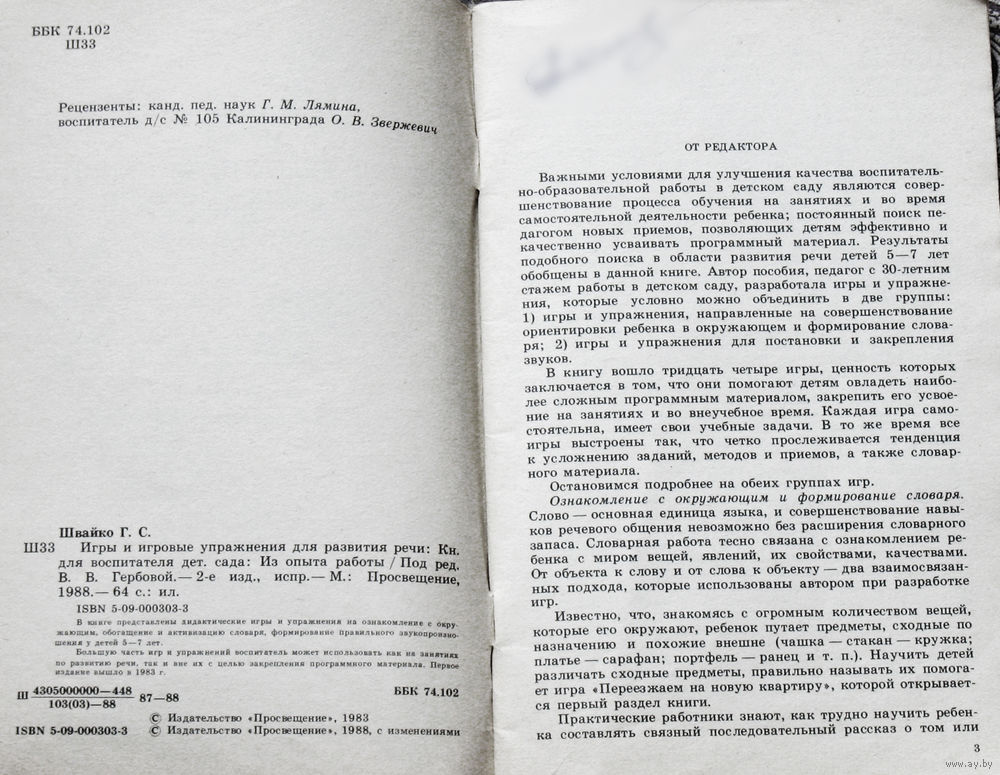 ББК 74.102
Ш33
Рецензенты: канд. пед. наук Г. М. Лямина,
воспитатель д/с № 105 Калининграда О. В. Звержевич
Швайко Г. С.
Ш33 Игры и игровые упражнения для развития речи: Кн.
для воспитателя дет. сада: Из опыта работы / Под ред.
В. В. Гербовой.— 2-е изд., испр.— М.: Просвещение,
1988.— 64 с.: ил.
ISBN 5-09-000303-3
В книге представлены дидактические игры и упражнения на ознакомление с окру-
жающим, обогащение и активизацию словаря, формирование правильного звукопроизно-
шения у детей 5—7 лет.
Большую часть игр и упражнений воспитатель может использовать как на занятиях
по развитию речи, так и вне их с целью закрепления программного материала. Первое
издание вышло в 1983 г.
Ш 4305000000—448 87—88 ББК 74.102
103(03)—88
© Издательство «Просвещение», 1983
ISBN 5-09-000303-3 © Издательство «Просвещение», 1988, с изменениями
ОТ РЕДАКТОРА
Важными условиями для улучшения качества воспитатель-
но-образовательной работы в детском саду являются совер-
шенствование процесса обучения на занятиях и во время
самостоятельной деятельности ребенка; постоянный поиск пе-
дагогом новых приемов, позволяющих детям эффективно и
качественно усваивать программный материал. Результаты
подобного поиска в области развития речи детей 5—7 лет
обобщены в данной книге. Автор пособия, педагог с 30-летним
стажем работы в детском саду, разработала игры и упражне-
ния, которые условно можно объединить в две группы:
1) игры и упражнения, направленные на совершенствование
ориентировки ребенка в окружающем и формирование слова-
ря; 2) игры и упражнения для постановки и закрепления
звуков.
В книгу вошло тридцать четыре игры, ценность которых
заключается в том, что они помогают детям овладеть наибо-
лее сложным программным материалом, закрепить его усвое-
ние на занятиях и во внеучебное время. Каждая игра само-
стоятельна, имеет свои учебные задачи. В то же время все
игры выстроены так, что четко прослеживается тенденция
к усложнению заданий, методов и приемов, а также словар-
ного материала.
Остановимся подробнее на обеих группах игр.
Ознакомление с окружающим и формирование словаря.
Слово — основная единица языка, и совершенствование навы-
ков речевого общения невозможно без расширения словарного
запаса. Словарная работа тесно связана с ознакомлением ре-
бенка с миром вещей, явлений, их свойствами, качествами.
От объекта к слову и от слова к объекту — два взаимосвязан-
ных подхода, которые использованы автором при разработке
игр.
Известно, что, знакомясь с огромным количеством вещей,
которые его окружают, ребенок путает предметы, сходные по
назначению и похожие внешне (чашка — стакан — кружка;
платье — сарафан; портфель — ранец и т. п.). Научить детей
различать сходные предметы, правильно называть их помога-
ет игра «Переезжаем на новую квартиру», которой открывает-
ся первый раздел книги.
Практические работники знают, как трудно научить ребен-
ка составлять связный последовательный рассказ о том или
3
www.ay.by